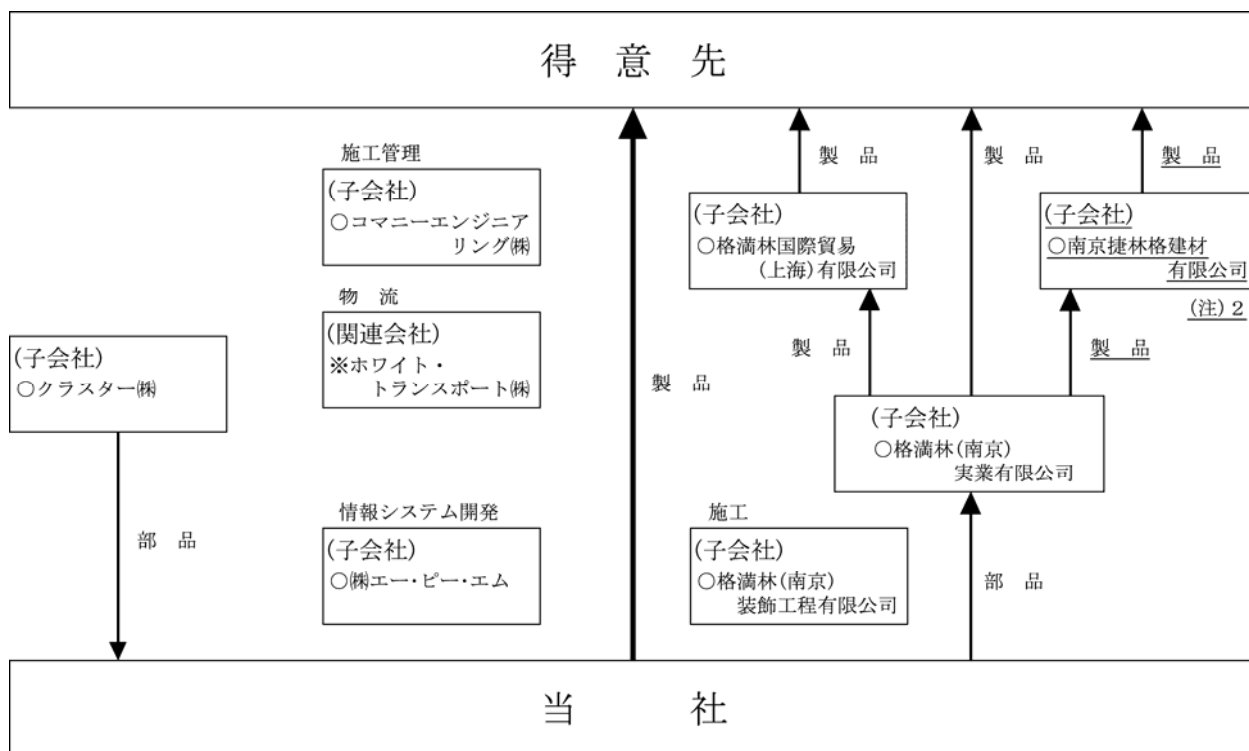 得 意 先
施工管理
(子会社)
○コマニーエンジニア
リング㈱
物 流
(関連会社)
※ホワイト・
トランスポート㈱
(子会社)
○クラスター㈱
部 品
情報システム開発
(子会社)
○㈱エー・ピー・エム
製 品
製 品
(子会社)
○格満林国際貿易
(上海)有限公司
製 品
製 品
製 品
(子会社)
○南京捷林格建材
有限公司
(注)2
製 品
(子会社)
○格満林(南京)
実業有限公司
施工
(子会社)
○格満林(南京)
装飾工程有限公司
部 品
当 社